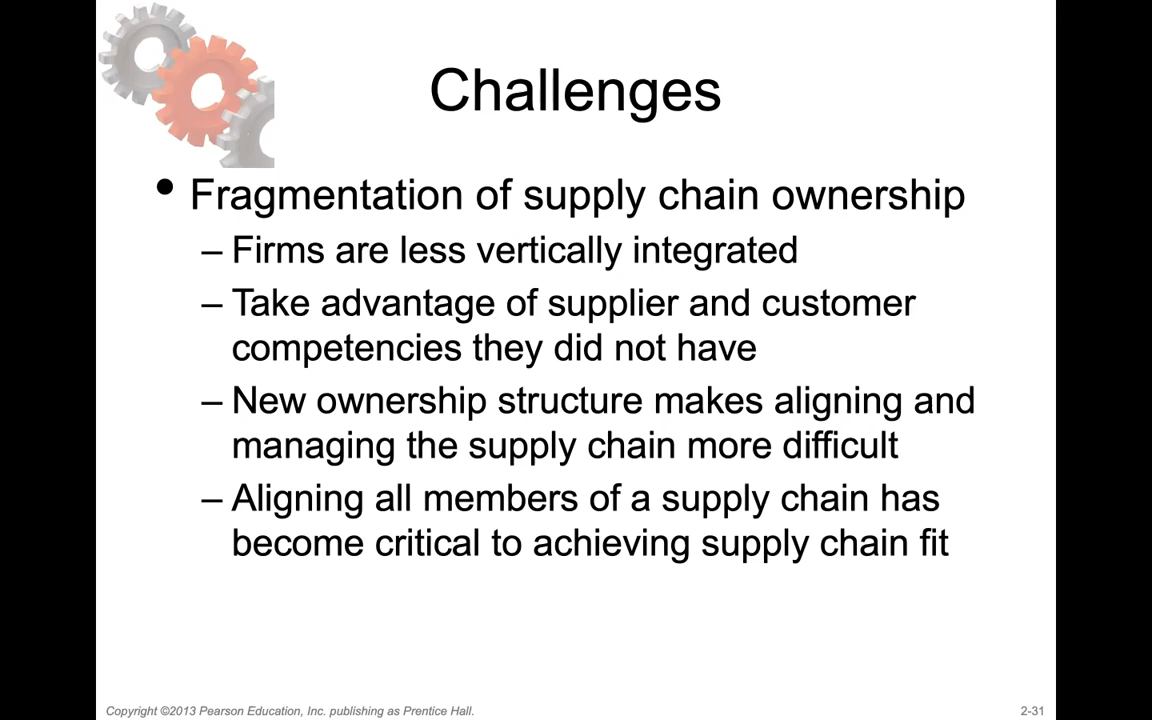 Challenges
• Fragmentation of supply chain ownership
– Firms are less vertically integrated
– Take advantage of supplier and customer
competencies they did not have
– New ownership structure makes aligning and
managing the supply chain more difficult
– Aligning all members of a supply chain has
become critical to achieving supply chain fit
Copyright ©2013 Pearson Education, Inc. publishing as Prentice Hall.
2-31